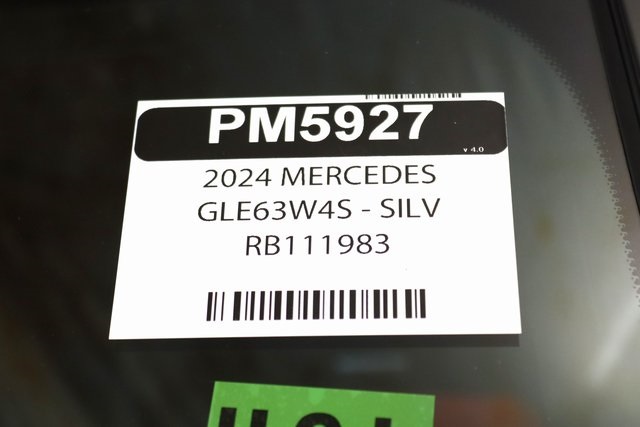 PM5927
v 4.0
2024 MERCEDES
GLE63W4S - SILV
RB111983